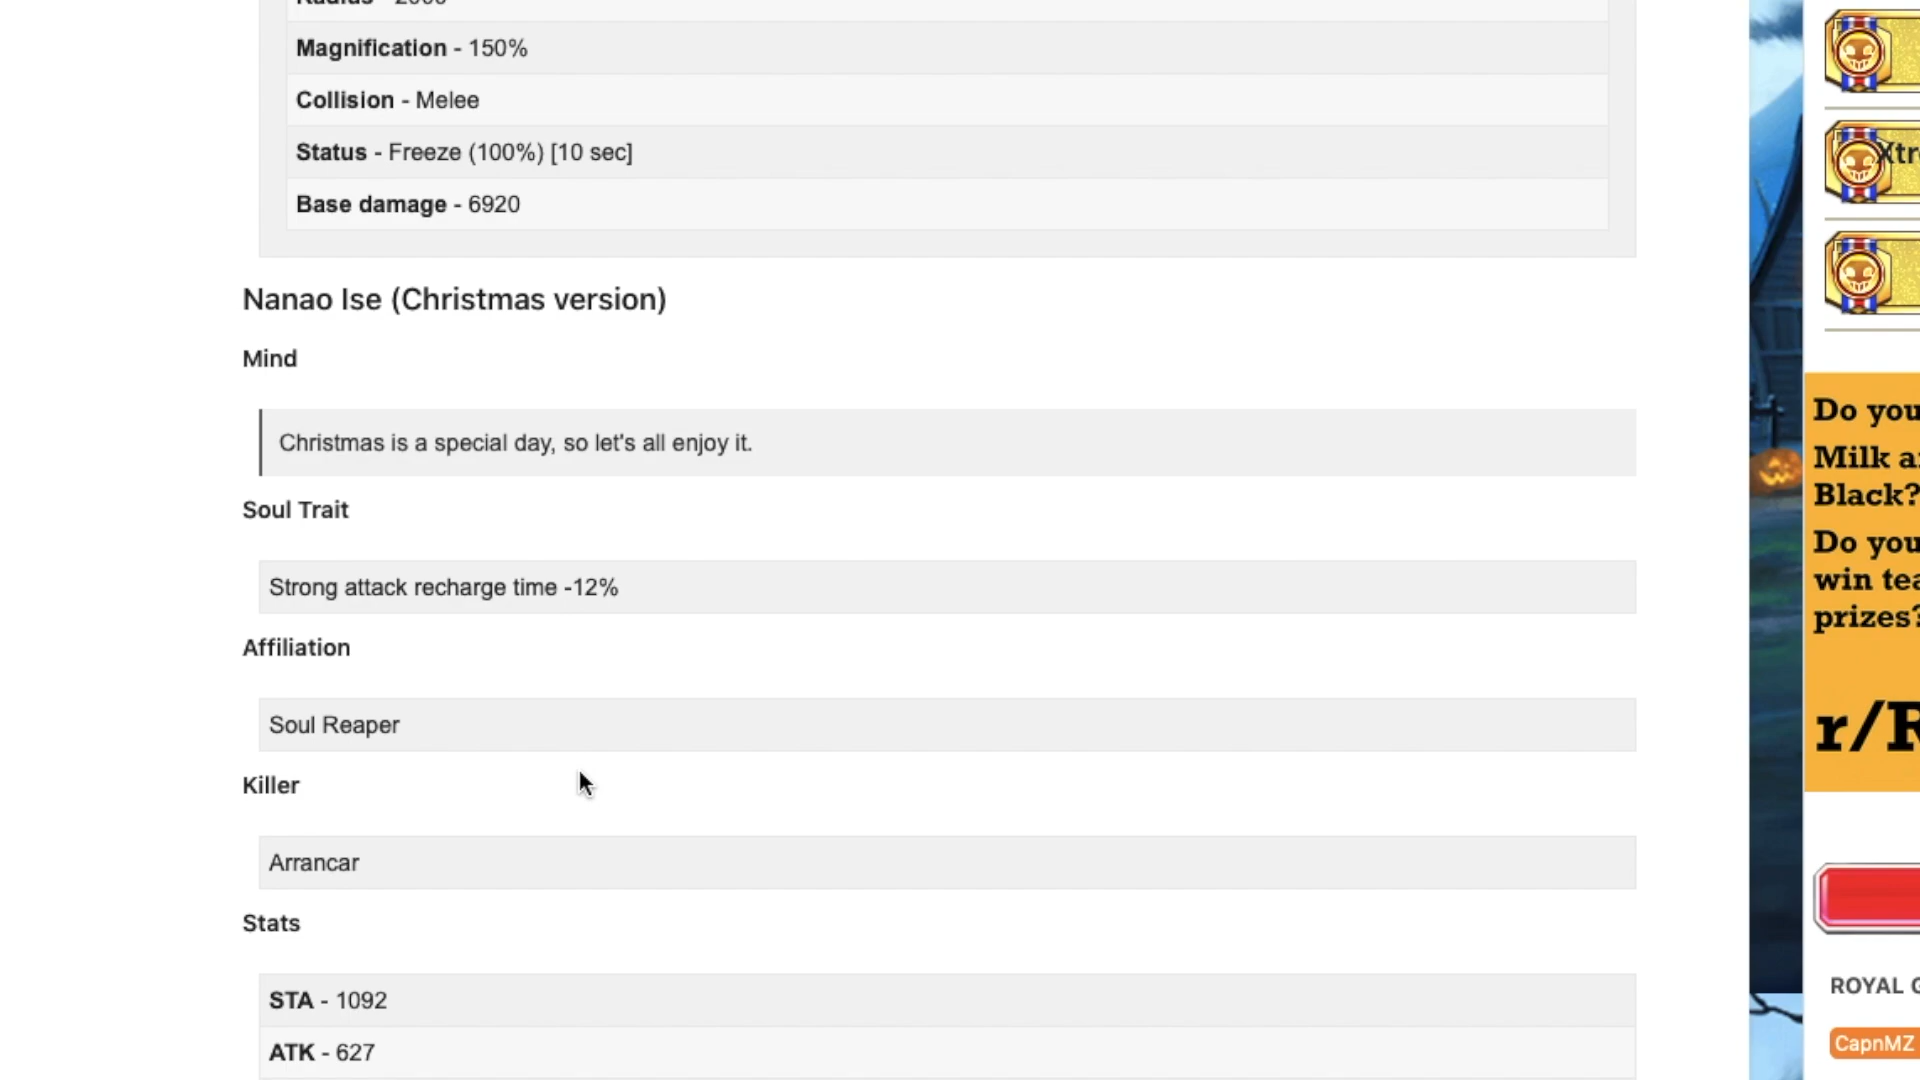 Magnification - 150%
Collision - Melee
Status - Freeze (100%) [10 sec]
Base damage - 6920
Nanao Ise (Christmas version)
Mind
Christmas is a special day, so let's all enjoy it.
Soul Trait
Strong attack recharge time -12%
Affiliation
Soul Reaper
Killer
Arrancar
Stats
STA - 1092
ATK - 627
Xtr
Do you
Milk a
Black?
Do you
win tea
prizes?
r/R
ROYAL G
CapnMZ